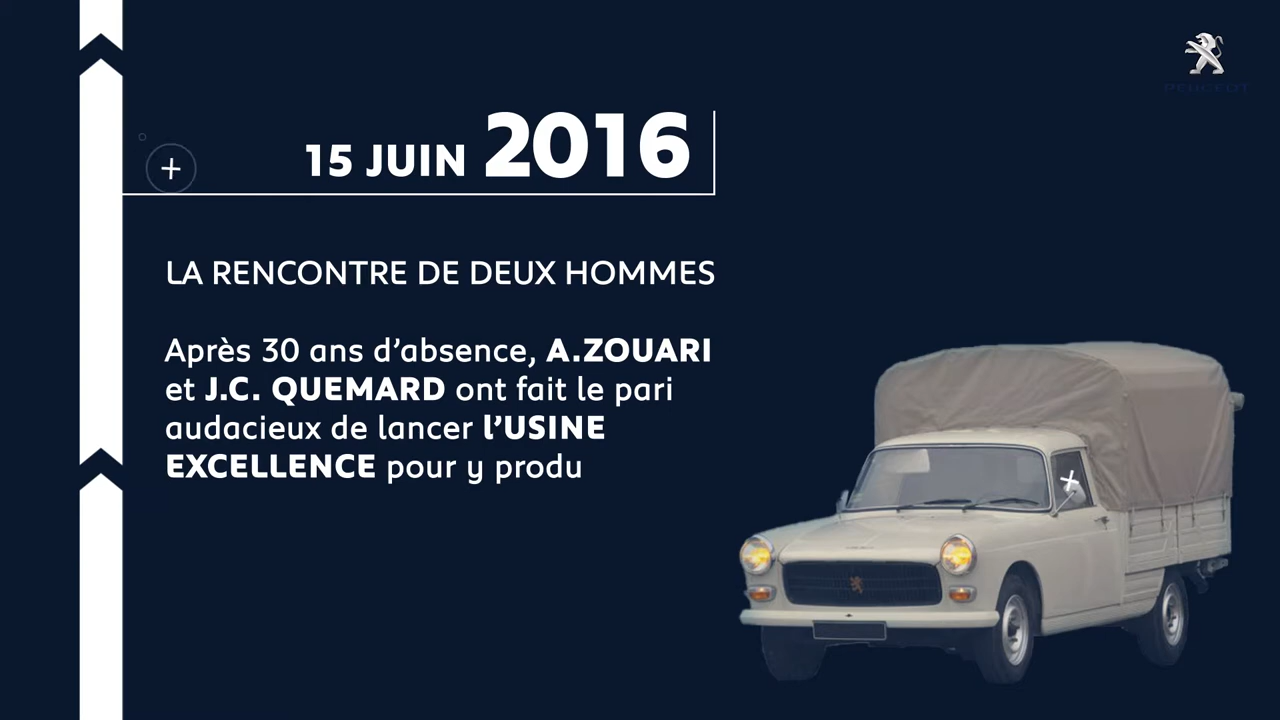 PEUGEOT
15 JUIN 2016
LA RENCONTRE DE DEUX HOMMES
Après 30 ans d’absence, A.ZOUARI
et J.C. QUEMARD ont fait le pari
audacieux de lancer l’USINE
EXCELLENCE pour y produ